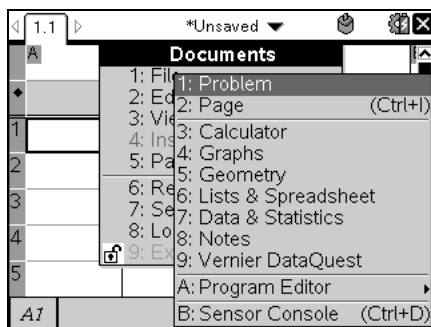 1.1 *Unsaved
A
Documents
1: File
2: Ed
3: Vie
4: Ins
5: Pa
6: Re
7: Se
8: Lo
9: Ex
1: Problem
2: Page (Ctrl+I)
3: Calculator
4: Graphs
5: Geometry
6: Lists & Spreadsheet
7: Data & Statistics
8: Notes
9: Vernier DataQuest
A: Program Editor
B: Sensor Console (Ctrl+D)
1
2
3
4
5
A1